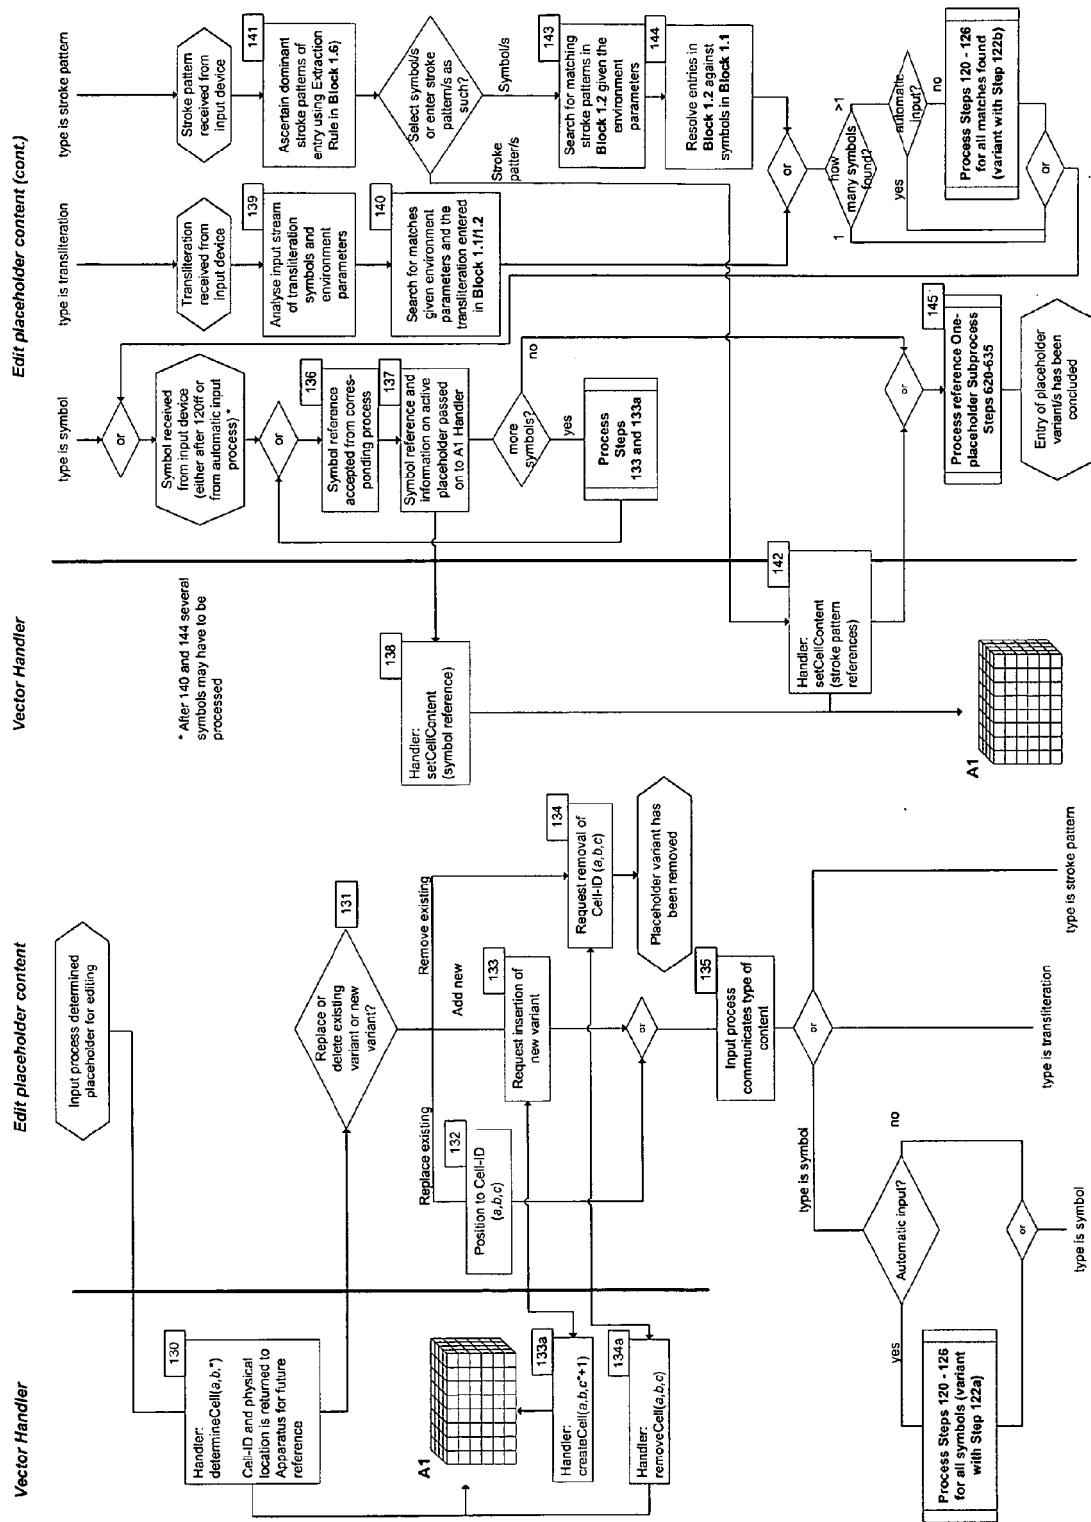 Vector Handler
Edit placeholder content
Input process determined
placeholder for editing
130
Handler:
determineCell(a,b,*)
Cell-ID and physical
location is returned to
Apparatus for future
reference
131
Replace or
delete existing
variant or new
variant?
Replace existing
Add new
Remove existing
132
Position to Cell-ID
(a,b,c)
133
Request insertion of
new variant
134
Request removal of
Cell-ID (a,b,c)
Placeholder variant has
been removed
A1
133a
Handler:
createCell(a,b,c*+1)
134a
Handler:
removeCell(a,b,c)
or
135
Input process
communicates type of
content
or
type is symbol
Automatic input?
yes
no
Process Steps 120 - 126
for all symbols (variant
with Step 122a)
or
type is symbol
type is transliteration
type is stroke pattern
Vector Handler
Edit placeholder content (cont.)
* After 140 and 144 several
symbols may have to be
processed
type is symbol
type is transliteration
type is stroke pattern
or
Symbol received
from input device
(either after 120ff or
from automatic input
process) *
or
136
Symbol reference
accepted from corres-
ponding process
137
Symbol reference and
information on active
placeholder passed
on to A1 Handler
more
symbols?
no
yes
Process
Steps
133 and 133a
138
Handler:
setCellContent
(symbol reference)
Transliteration
received from
input device
139
Analyse input stream
of transliteration
symbols and
environment
parameters
140
Search for matches
given environment
parameters and the
transliteration entered
in Block 1.1/1.2
Stroke pattern
received from
input device
141
Ascertain dominant
stroke patterns of
entry using Extraction
Rule in Block 1.6)
Select symbol/s
or enter stroke
pattern/s as
such?
Symbol/s
Stroke
patter/s
143
Search for matching
stroke patterns in
Block 1.2 given the
environment
parameters
144
Resolve entries in
Block 1.2 against
symbols in Block 1.1
or
how
many symbols
found?
1
>1
automatic
input?
yes
no
Process Steps 120 - 126
for all matches found
(variant with Step 122b)
or
142
Handler:
setCellContent
(stroke pattern
references)
A1
or
145
Process reference One-
placeholder Subprocess
Steps 620-635
Entry of placeholder
variant/s has been
concluded